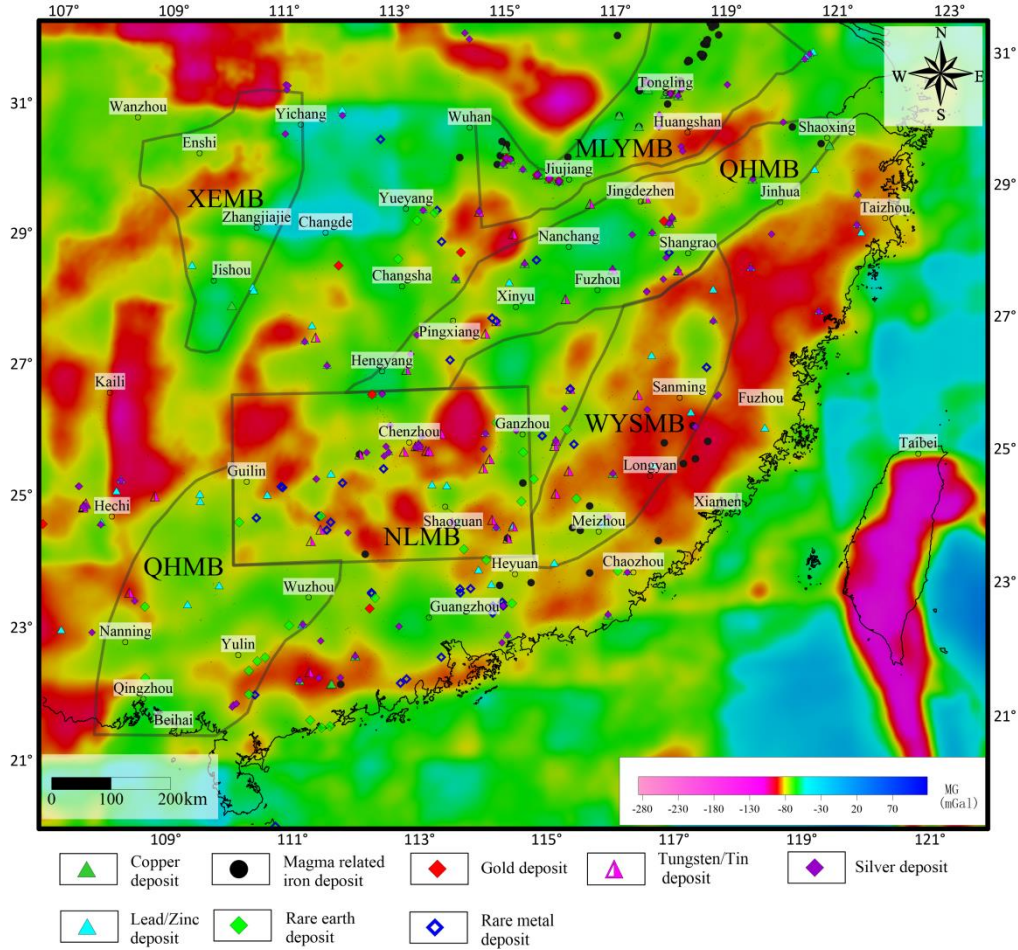 107° 109° 111° 113° 115° 117° 119° 121° 123°
31°
29°
27°
25°
23°
21°
31°
29°
27°
25°
23°
21°
109° 111° 113° 115° 117° 119° 121°
N
W E
S
Wanzhou
Yichang
Enshi
XEMB
Zhangjiajie
Changde
Jishou
Wuhan
Tongling
Huangshan
MLYMB
Shaoxing
QHMB
Jiujiang
Jingdezhen
Jinhua
Yueyang
Taizhou
Nanchang
Shangrao
Changsha
Fuzhou
Xinyu
Pingxiang
Hengyang
Kaili
Sanming
Fuzhou
WYSMB
Ganzhou
Chenzhou
Taibei
Guilin
Longyan
Hechi
Xiamen
Shaoguan
NLMB
Meizhou
QHMB
Heyuan
Chaozhou
Wuzhou
Guangzhou
Nanning
Yulin
Qingzhou
Beihai
0 100 200km
MG
(mGal)
-280 -230 -180 -130 -80 -30 20 70
Copper
deposit
Magma related
iron deposit
Gold deposit
Tungsten/Tin
deposit
Silver deposit
Lead/Zinc
deposit
Rare earth
deposit
Rare metal
deposit